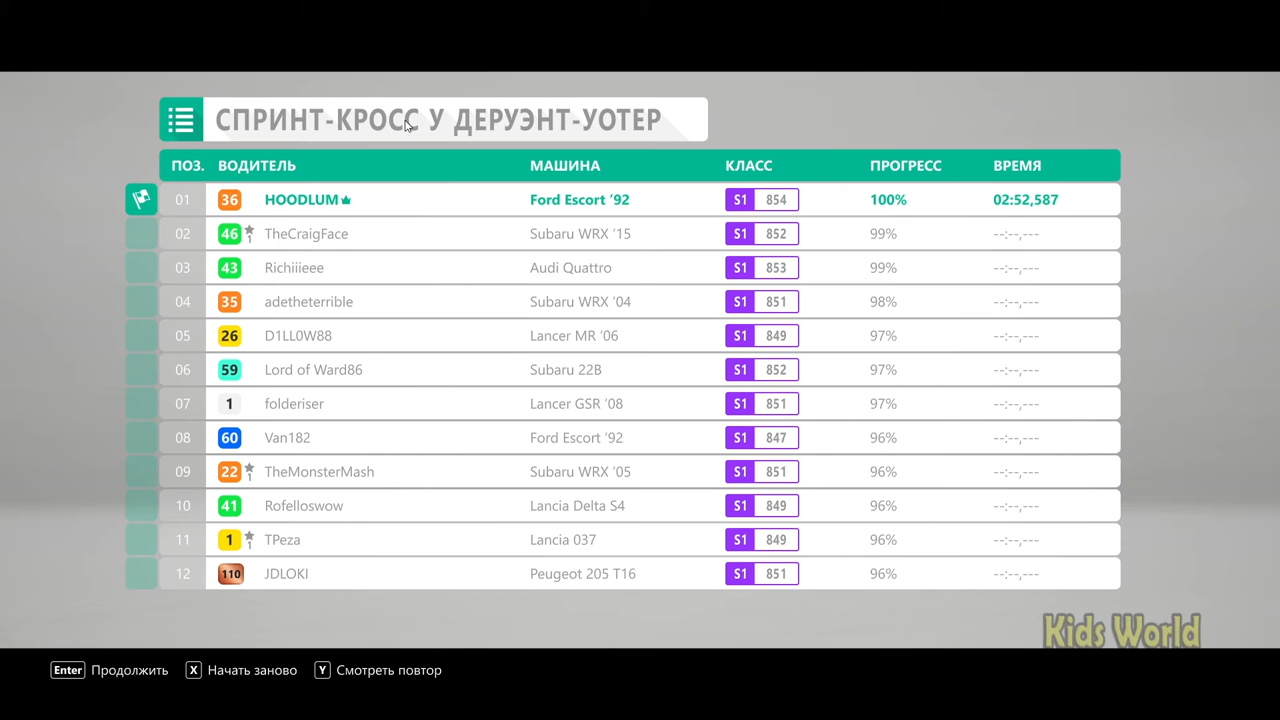 СПРИНТ-КРОСС У ДЕРУЭНТ-УОТЕР
ПОЗ. ВОДИТЕЛЬ МАШИНА КЛАСС ПРОГРЕСС ВРЕМЯ
01 36 HOODLUM Ford Escort ’92 S1 854 100% 02:52,587
02 46 1 TheCraigFace Subaru WRX ’15 S1 852 99% --:--,---
03 43 Richiiieee Audi Quattro S1 853 99% --:--,---
04 35 adetheterrible Subaru WRX ’04 S1 851 98% --:--,---
05 26 D1LL0W88 Lancer MR ’06 S1 849 97% --:--,---
06 59 Lord of Ward86 Subaru 22B S1 852 97% --:--,---
07 1 folderiser Lancer GSR ’08 S1 851 97% --:--,---
08 60 Van182 Ford Escort ’92 S1 847 96% --:--,---
09 22 1 TheMonsterMash Subaru WRX ’05 S1 851 96% --:--,---
10 41 Rofelloswow Lancia Delta S4 S1 849 96% --:--,---
11 1 1 TPeza Lancia 037 S1 849 96% --:--,---
12 110 JDLOKI Peugeot 205 T16 S1 851 96% --:--,---
Kids World
Enter Продолжить X Начать заново Y Смотреть повтор